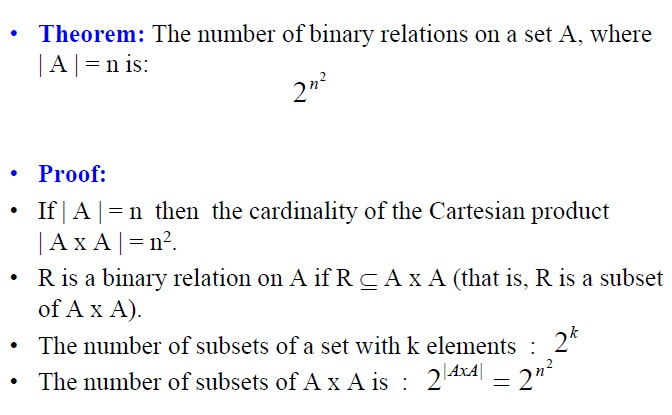 • Theorem: The number of binary relations on a set A, where
| A | = n is:
2^{n^2}
• Proof:
• If | A | = n then the cardinality of the Cartesian product
| A x A | = n².
• R is a binary relation on A if R ⊆ A x A (that is, R is a subset
of A x A).
• The number of subsets of a set with k elements : 2^k
• The number of subsets of A x A is : 2^{|AxA|} = 2^{n^2}